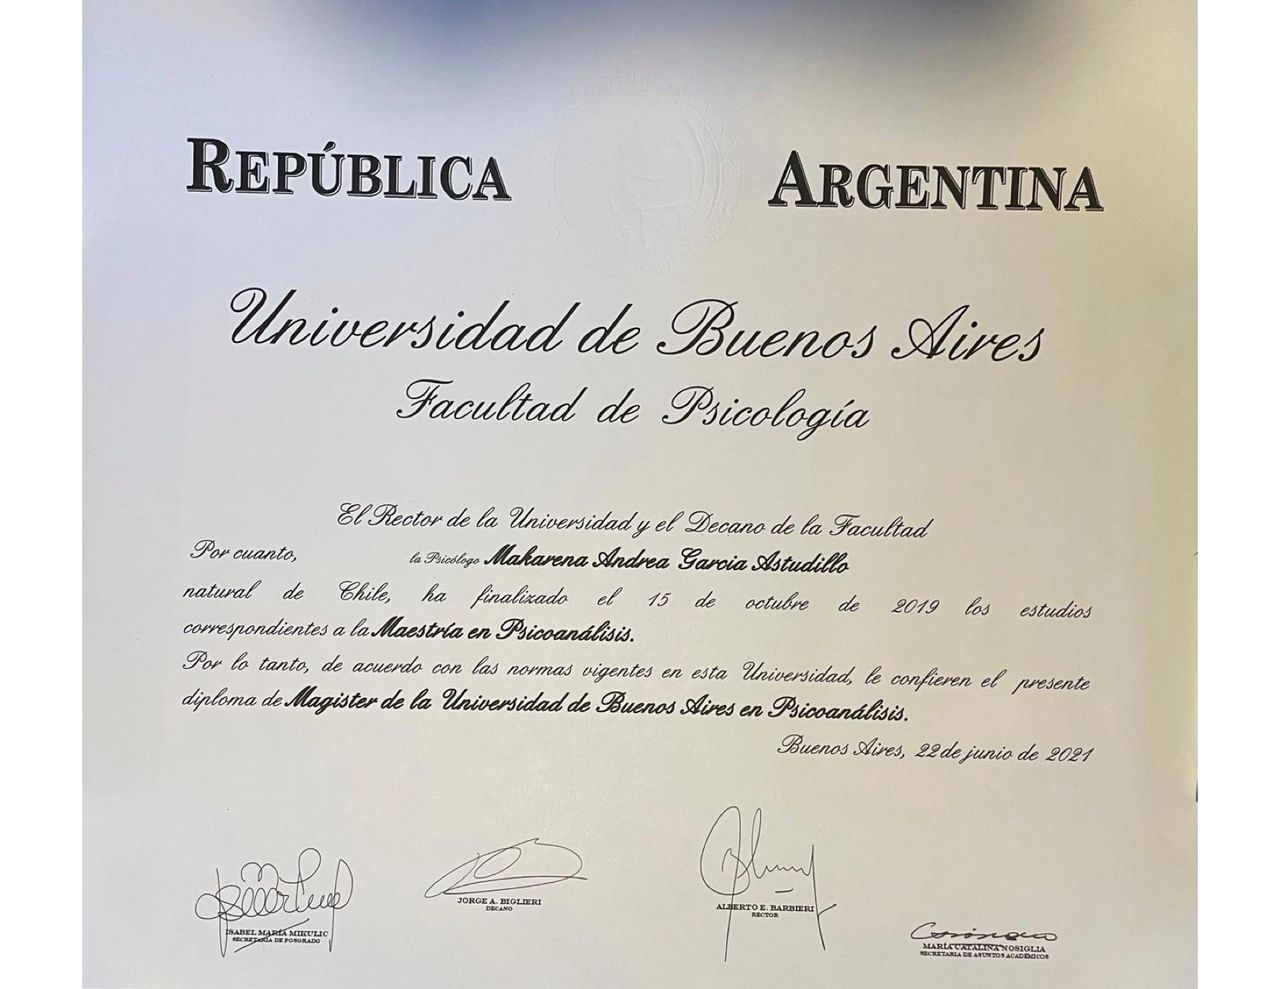 REPÚBLICA ARGENTINA
Universidad de Buenos Aires
Facultad de Psicología
El Rector de la Universidad y el Decano de la Facultad
Por cuanto, la Psicólogo Makarena Andrea Garcia Astudillo
natural de Chile, ha finalizado el 15 de octubre de 2019 los estudios
correspondientes a la Maestría en Psicoanálisis.
Por lo tanto, de acuerdo con las normas vigentes en esta Universidad, le confieren el presente
diploma de Magister de la Universidad de Buenos Aires en Psicoanálisis.
Buenos Aires, 22 de junio de 2021
ISABEL MARÍA MIKULIC
SECRETARIA DE POSGRADO
JORGE A. BIGLIERI
DECANO
ALBERTO E. BARBIERI
RECTOR
MARÍA CATALINA NOSIGLIA
SECRETARIA DE ASUNTOS ACADÉMICOS